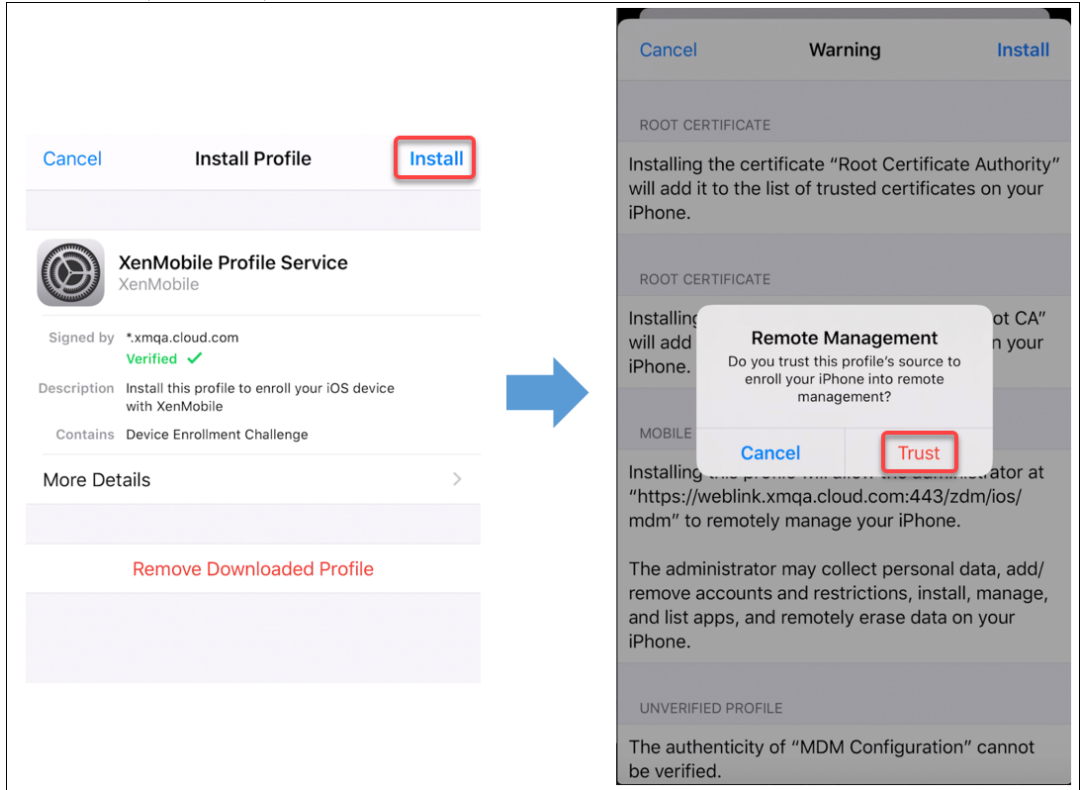 Cancel
Install Profile
Install
XenMobile Profile Service
XenMobile
Signed by *.xmqa.cloud.com
Verified ✓
Description Install this profile to enroll your iOS device
with XenMobile
Contains Device Enrollment Challenge
More Details
Remove Downloaded Profile
Cancel
Warning
Install
ROOT CERTIFICATE
Installing the certificate “Root Certificate Authority”
will add it to the list of trusted certificates on your
iPhone.
ROOT CERTIFICATE
Installing ot CA”
will add n your
iPhone.
Remote Management
Do you trust this profile's source to
enroll your iPhone into remote
management?
Cancel
Trust
MOBILE
Installing this profile will allow the administrator at
“https://weblink.xmqa.cloud.com:443/zdm/ios/
mdm” to remotely manage your iPhone.
The administrator may collect personal data, add/
remove accounts and restrictions, install, manage,
and list apps, and remotely erase data on your
iPhone.
UNVERIFIED PROFILE
The authenticity of “MDM Configuration” cannot
be verified.